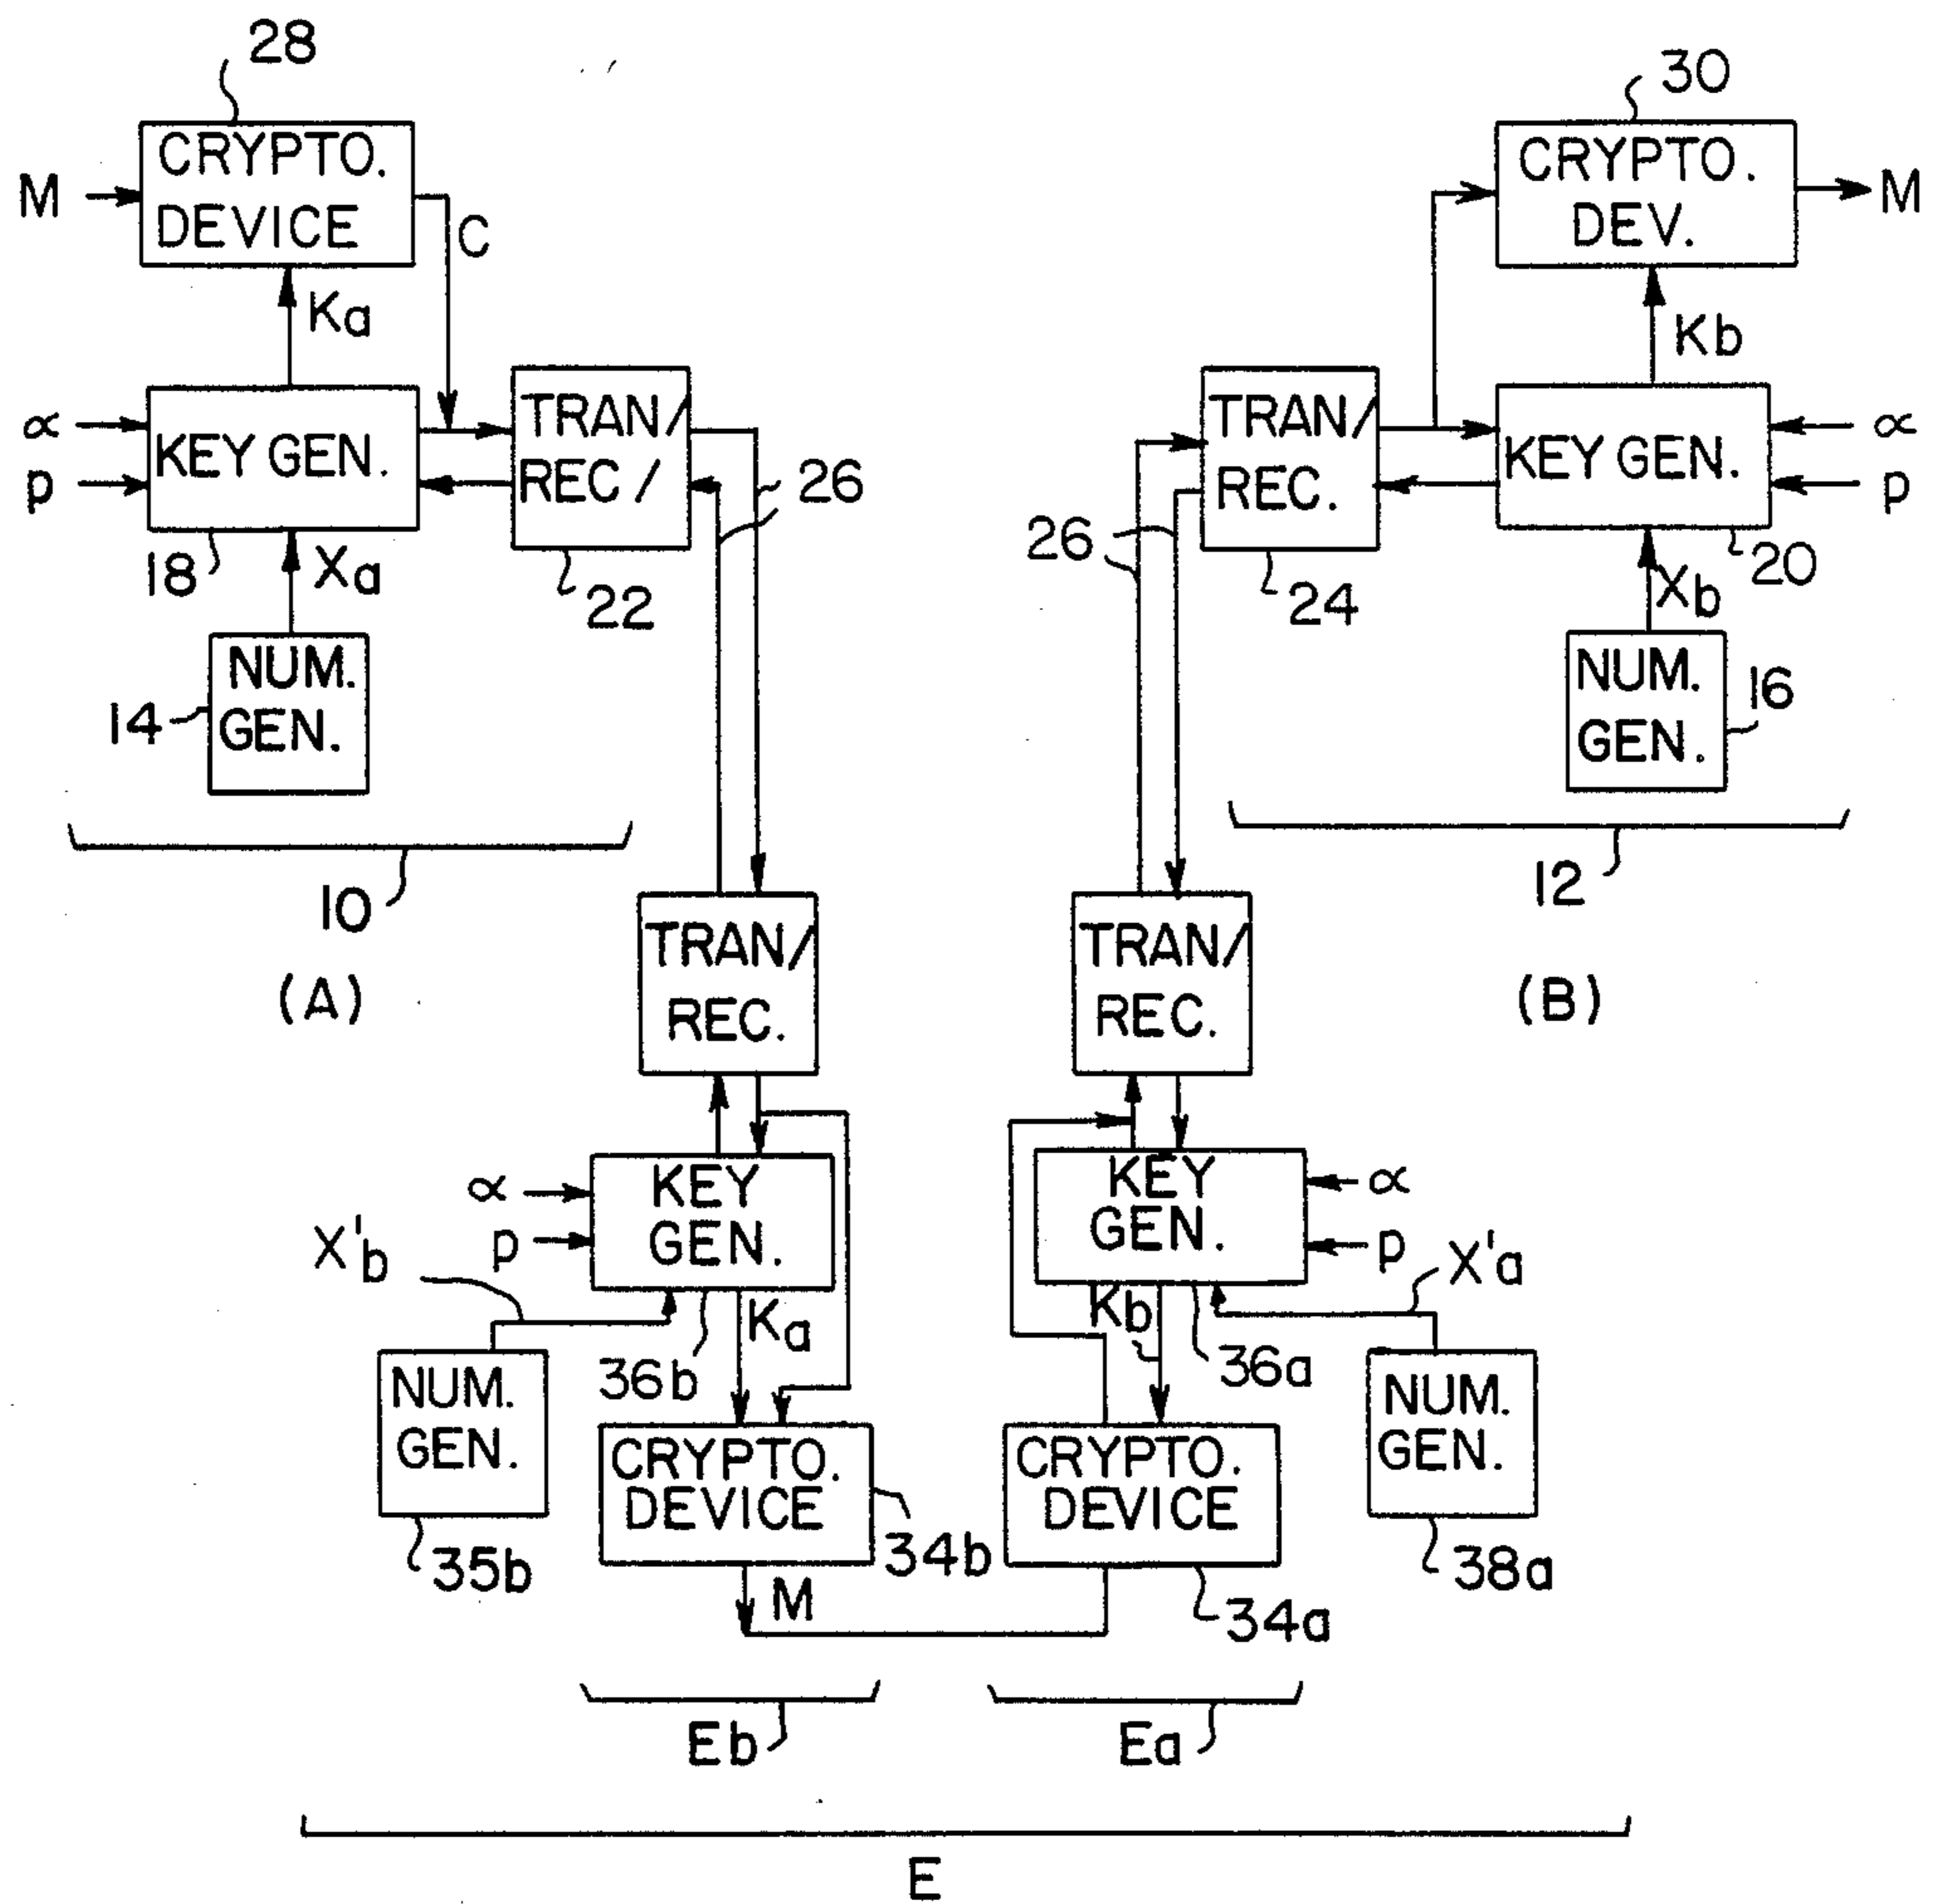 28
CRYPTO.
DEVICE
M
C
Ka
∝
p
KEY GEN.
TRAN/
REC/
26
18
Xa
22
NUM.
GEN.
14
10
(A)
30
CRYPTO.
DEV.
M
Kb
TRAN/
REC.
KEY GEN.
∝
p
26
24
Xb
20
NUM.
GEN.
16
12
(B)
TRAN/
REC.
TRAN/
REC.
KEY
GEN.
∝
p
X'b
Ka
36b
NUM.
GEN.
35b
CRYPTO.
DEVICE
34b
M
KEY
GEN.
∝
p
X'a
Kb
36a
NUM.
GEN.
38a
CRYPTO.
DEVICE
34a
Eb
Ea
E